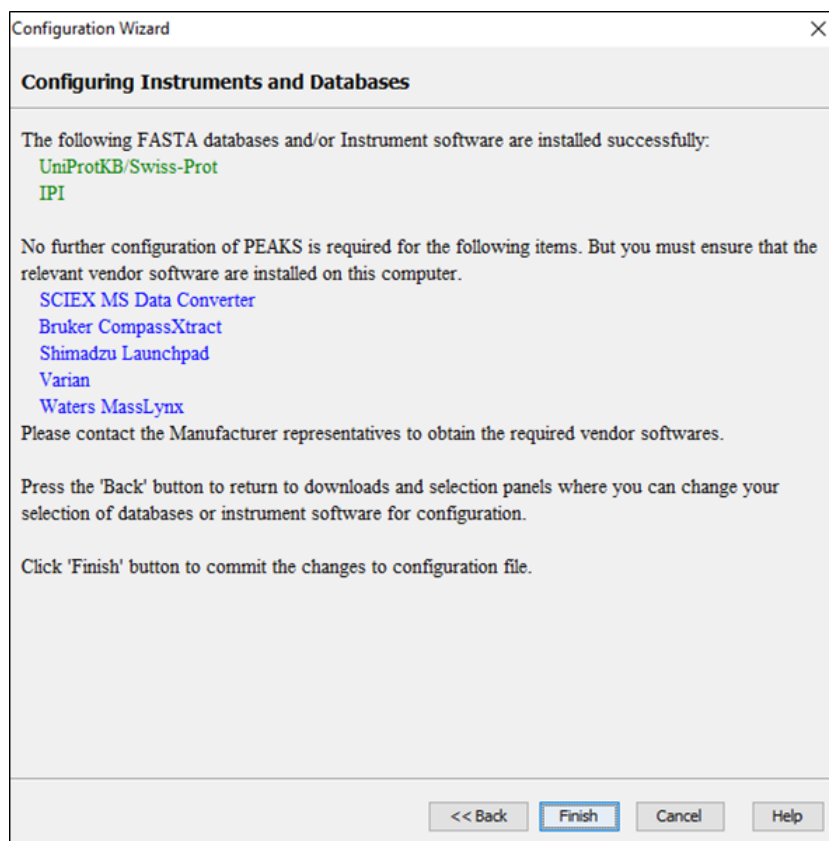 Configuration Wizard
Configuring Instruments and Databases
The following FASTA databases and/or Instrument software are installed successfully:
UniProtKB/Swiss-Prot
IPI
No further configuration of PEAKS is required for the following items. But you must ensure that the
relevant vendor software are installed on this computer.
SCIEX MS Data Converter
Bruker CompassXtract
Shimadzu Launchpad
Varian
Waters MassLynx
Please contact the Manufacturer representatives to obtain the required vendor softwares.
Press the 'Back' button to return to downloads and selection panels where you can change your
selection of databases or instrument software for configuration.
Click 'Finish' button to commit the changes to configuration file.
<< Back Finish Cancel Help